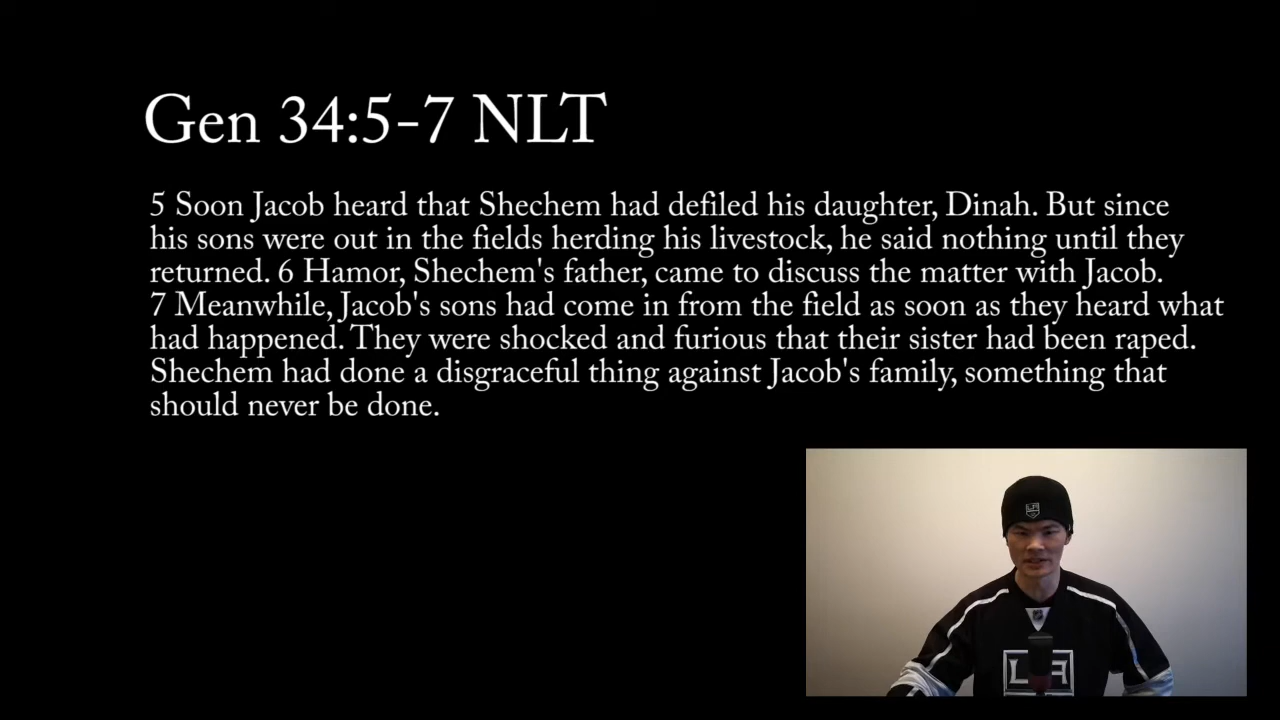 Gen 34:5-7 NLT
5 Soon Jacob heard that Shechem had defiled his daughter, Dinah. But since
his sons were out in the fields herding his livestock, he said nothing until they
returned. 6 Hamor, Shechem's father, came to discuss the matter with Jacob.
7 Meanwhile, Jacob's sons had come in from the field as soon as they heard what
had happened. They were shocked and furious that their sister had been raped.
Shechem had done a disgraceful thing against Jacob's family, something that
should never be done.
LA
LA